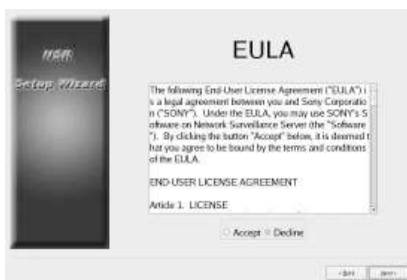 NSR
Setup Wizard
EULA
The following End-User License Agreement ("EULA") i
s a legal agreement between you and Sony Corporatio
n ("SONY"). Under the EULA, you may use SONY's S
oftware on Network Surveillance Server (the "Software
"). By clicking the button "Accept" below, it is deemed t
hat you agree to be bound by the terms and conditions
of the EULA.
END-USER LICENSE AGREEMENT
Article 1. LICENSE
Accept Decline